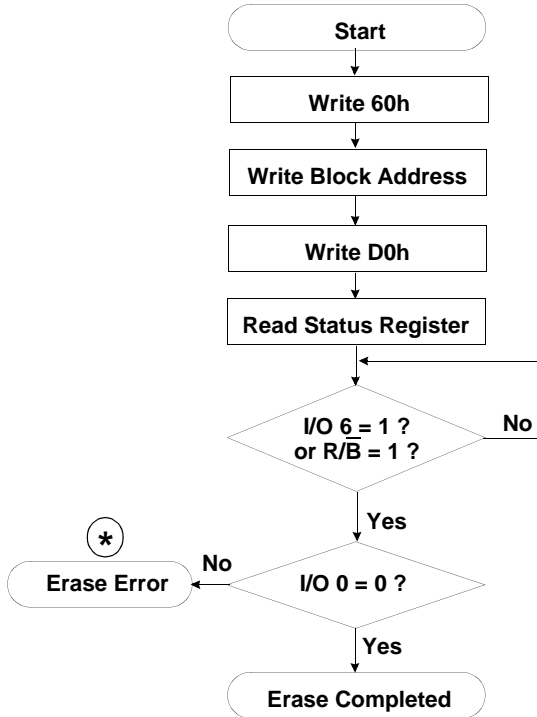 Start
Write 60h
Write Block Address
Write D0h
Read Status Register
I/O 6 = 1 ?
or R/B̅ = 1 ?
No
Yes
*
Erase Error
No
I/O 0 = 0 ?
Yes
Erase Completed